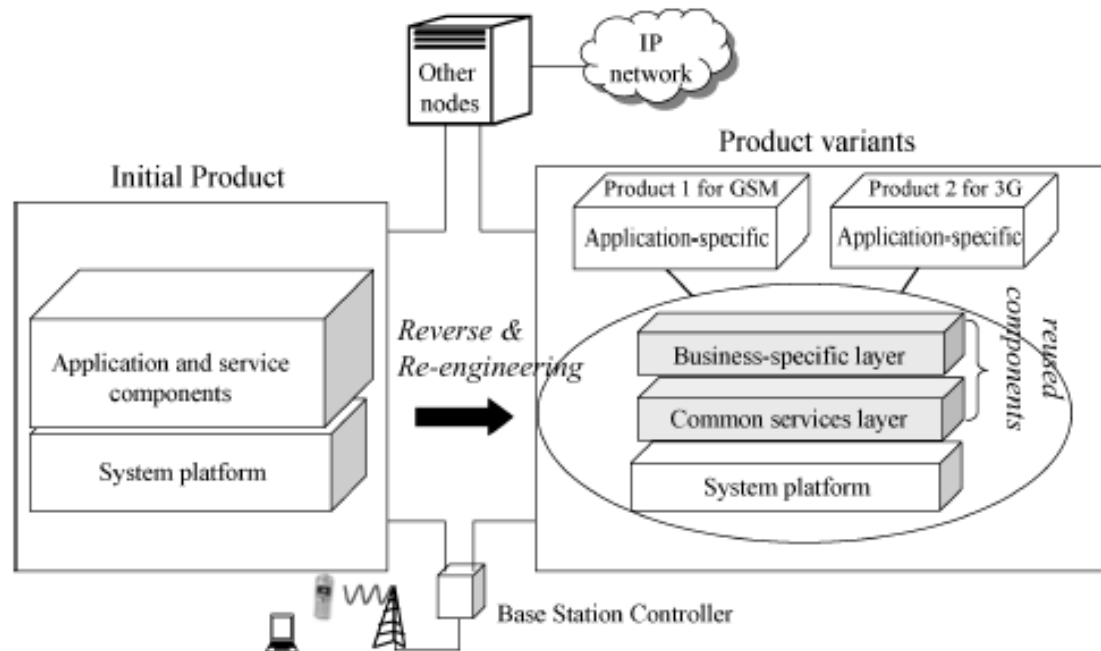 Other
nodes
IP
network
Initial Product
Product variants
Product 1 for GSM
Application-specific
Product 2 for 3G
Application-specific
Application and service
components
System platform
Reverse &
Re-engineering
Business-specific layer
Common services layer
System platform
reused
components
Base Station Controller